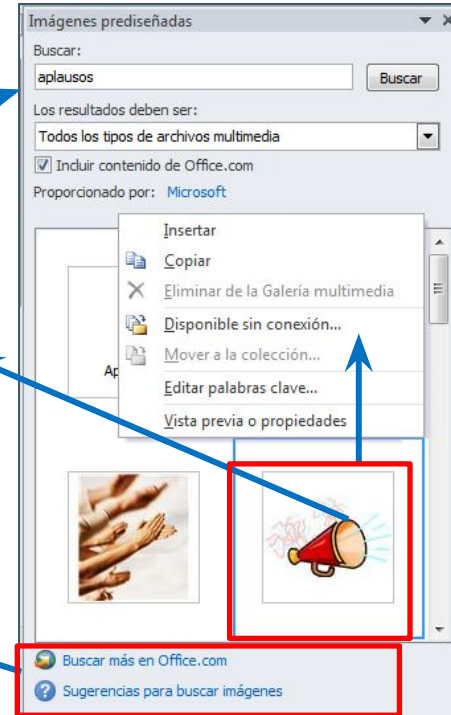 Imágenes prediseñadas
Buscar:
aplausos
Buscar
Los resultados deben ser:
Todos los tipos de archivos multimedia
Incluir contenido de Office.com
Proporcionado por: Microsoft
Insertar
Copiar
Eliminar de la Galería multimedia
Disponible sin conexión...
Mover a la colección...
Ap
Editar palabras clave...
Vista previa o propiedades
Buscar más en Office.com
Sugerencias para buscar imágenes